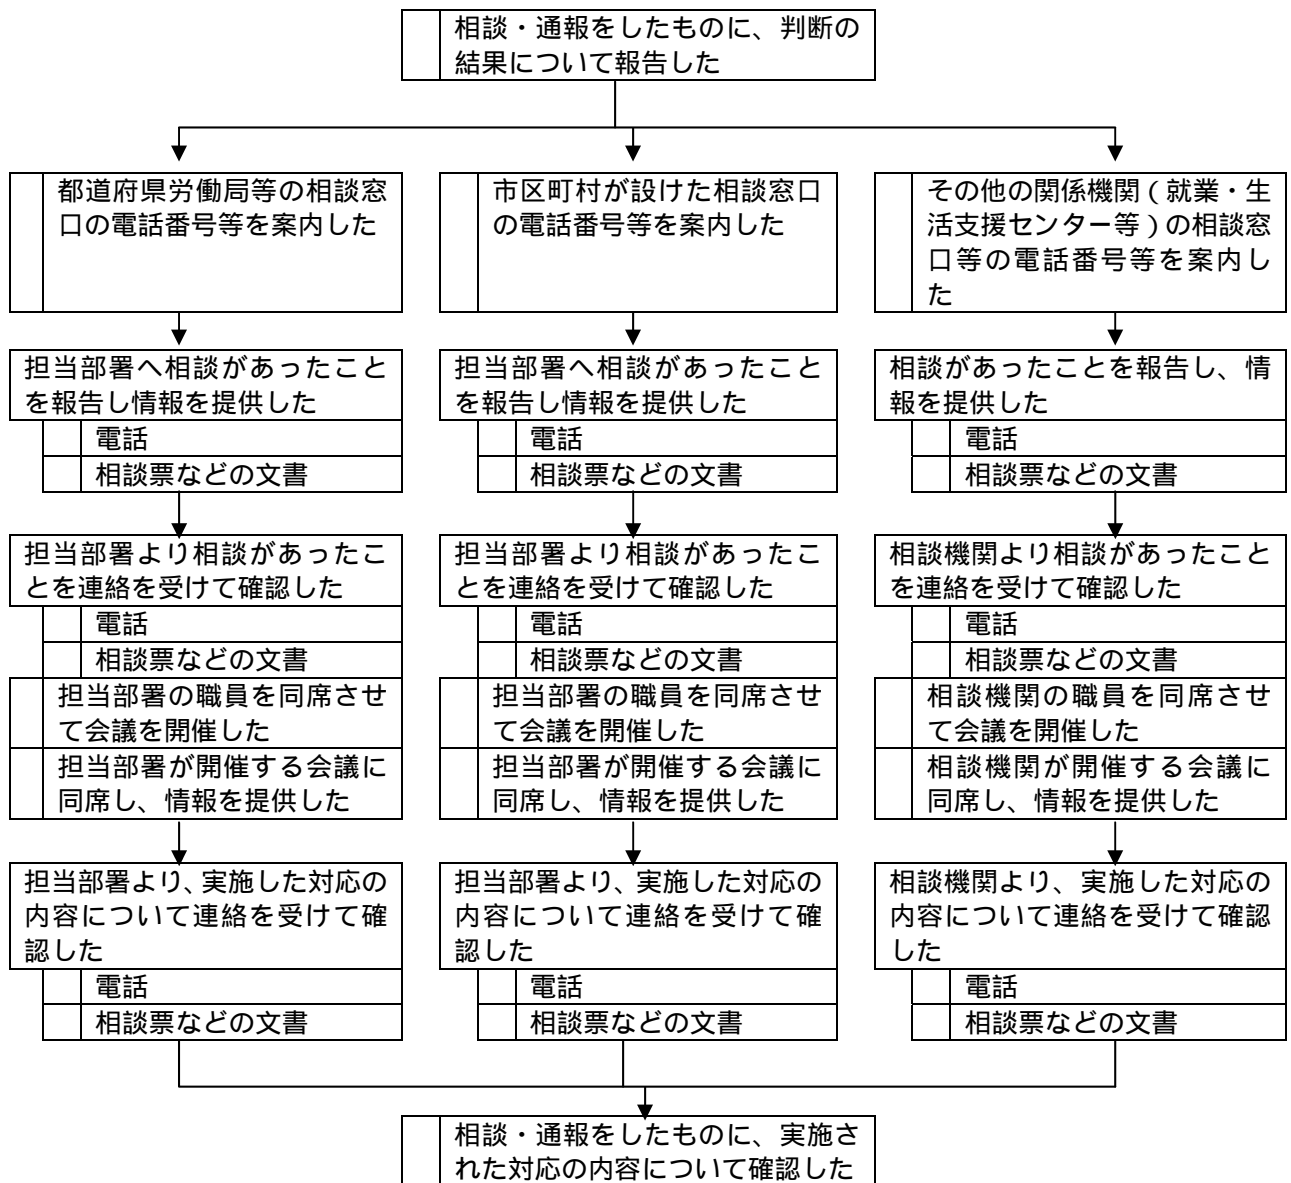 相談・通報をしたものに、判断の
結果について報告した
都道府県労働局等の相談窓
口の電話番号等を案内した
市区町村が設けた相談窓口
の電話番号等を案内した
その他の関係機関（就業・生
活支援センター等）の相談窓
口等の電話番号等を案内し
た
担当部署へ相談があったこと
を報告し情報を提供した
電話
相談票などの文書
担当部署へ相談があったこと
を報告し情報を提供した
電話
相談票などの文書
相談があったことを報告し、情
報を提供した
電話
相談票などの文書
担当部署より相談があったこ
とを連絡を受けて確認した
電話
相談票などの文書
担当部署の職員を同席させ
て会議を開催した
担当部署が開催する会議に
同席し、情報を提供した
担当部署より相談があったこ
とを連絡を受けて確認した
電話
相談票などの文書
担当部署の職員を同席させ
て会議を開催した
担当部署が開催する会議に
同席し、情報を提供した
相談機関より相談があったこと
を連絡を受けて確認した
電話
相談票などの文書
相談機関の職員を同席させ
て会議を開催した
相談機関が開催する会議に
同席し、情報を提供した
担当部署より、実施した対応の
内容について連絡を受けて確
認した
電話
相談票などの文書
担当部署より、実施した対応の
内容について連絡を受けて確
認した
電話
相談票などの文書
相談機関より、実施した対応の
内容について連絡を受けて確認
した
電話
相談票などの文書
相談・通報をしたものに、実施さ
れた対応の内容について確認した